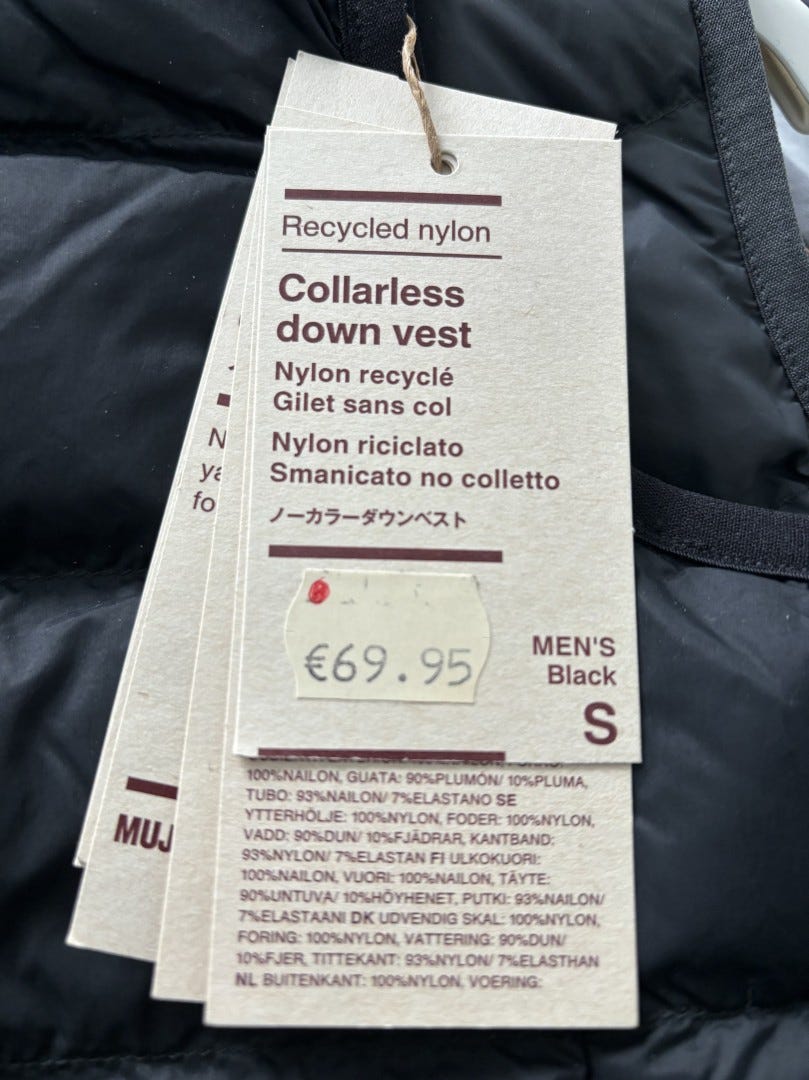 Recycled nylon
Collarless
down vest
Nylon recyclé
Gilet sans col
Nylon riciclato
Smanicato no colletto
ノーカラーダウンベスト
€69.95
MEN'S
Black
S
N
ya
fo
MUJ
100%NAILON, GUATA: 90%PLUMÓN/ 10%PLUMA,
TUBO: 93%NAILON/ 7%ELASTANO SE
YTTERHÖLJE: 100%NYLON, FODER: 100%NYLON,
VADD: 90%DUN/ 10%FJÄDRAR, KANTBAND:
93%NYLON/ 7%ELASTAN FI ULKOKUORI:
100%NAILON, VUORI: 100%NAILON, TÄYTE:
90%UNTUVA/ 10%HÖYHENET, PUTKI: 93%NAILON/
7%ELASTAANI DK UDVENDIG SKAL: 100%NYLON,
FORING: 100%NYLON, VATTERING: 90%DUN/
10%FJER, TITTEKANT: 93%NYLON/ 7%ELASTHAN
NL BUITENKANT: 100%NYLON, VOERING: